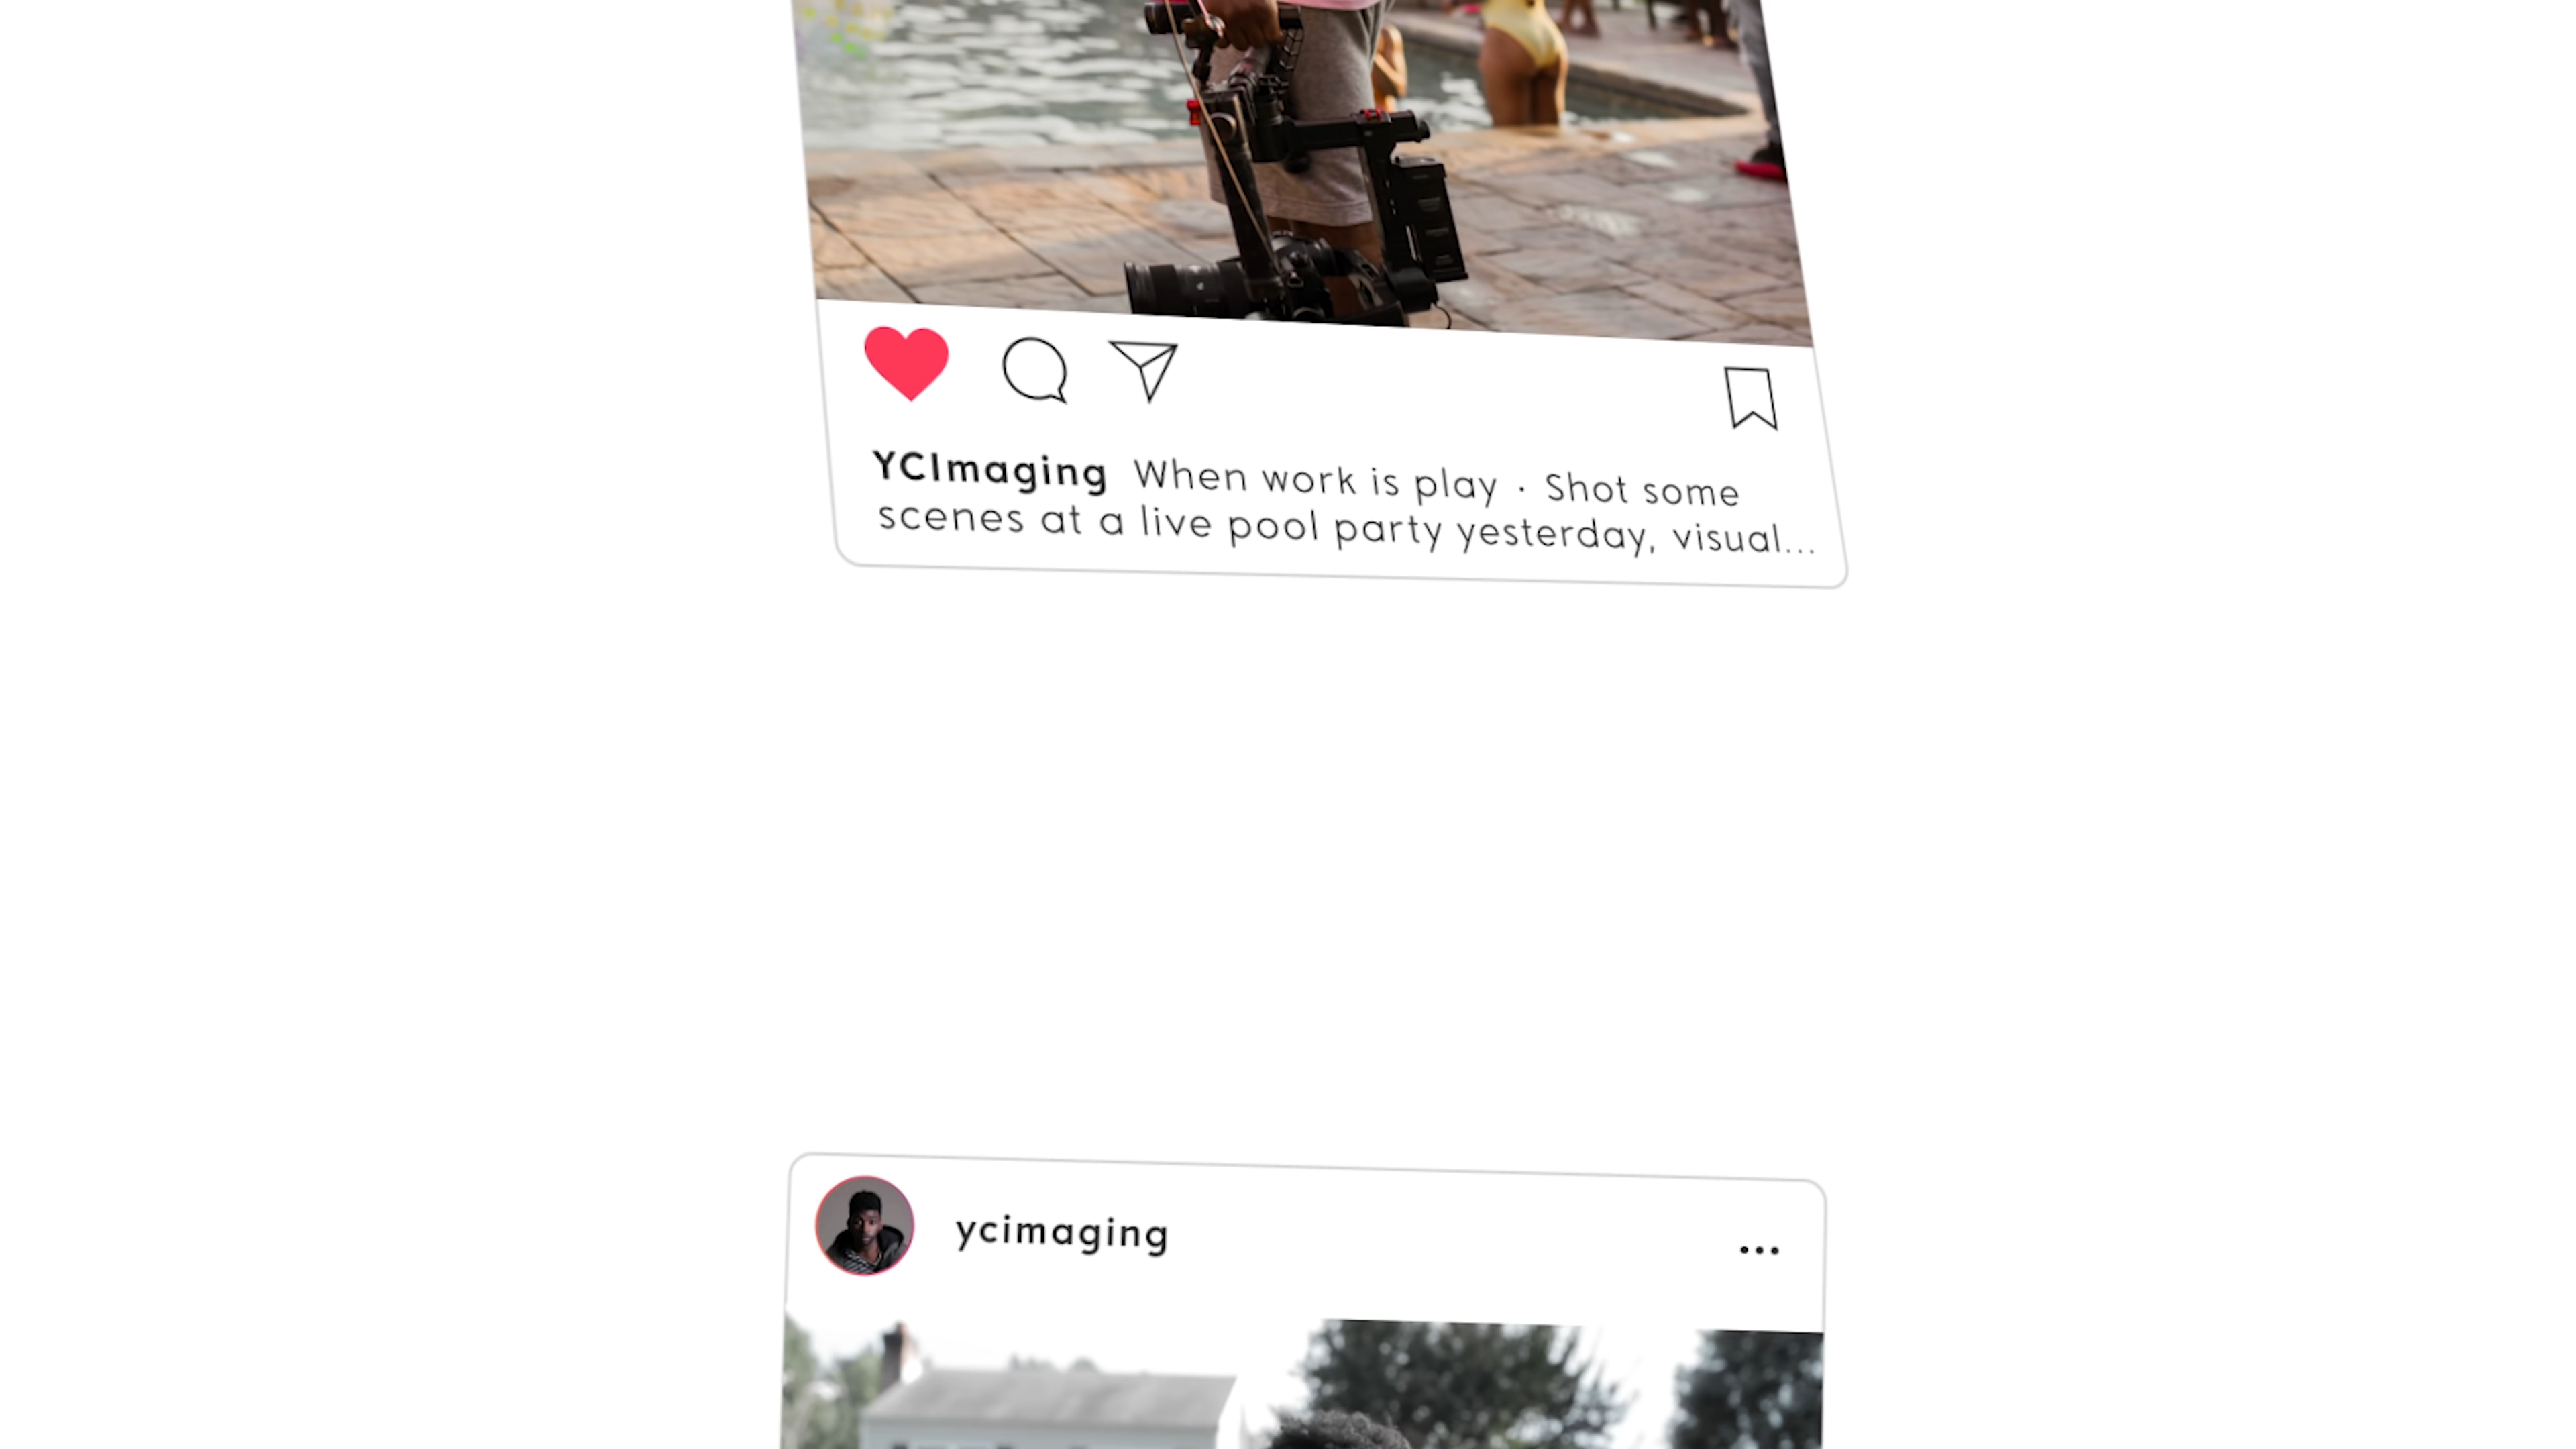 YCImaging When work is play · Shot some
scenes at a live pool party yesterday, visual...
ycimaging